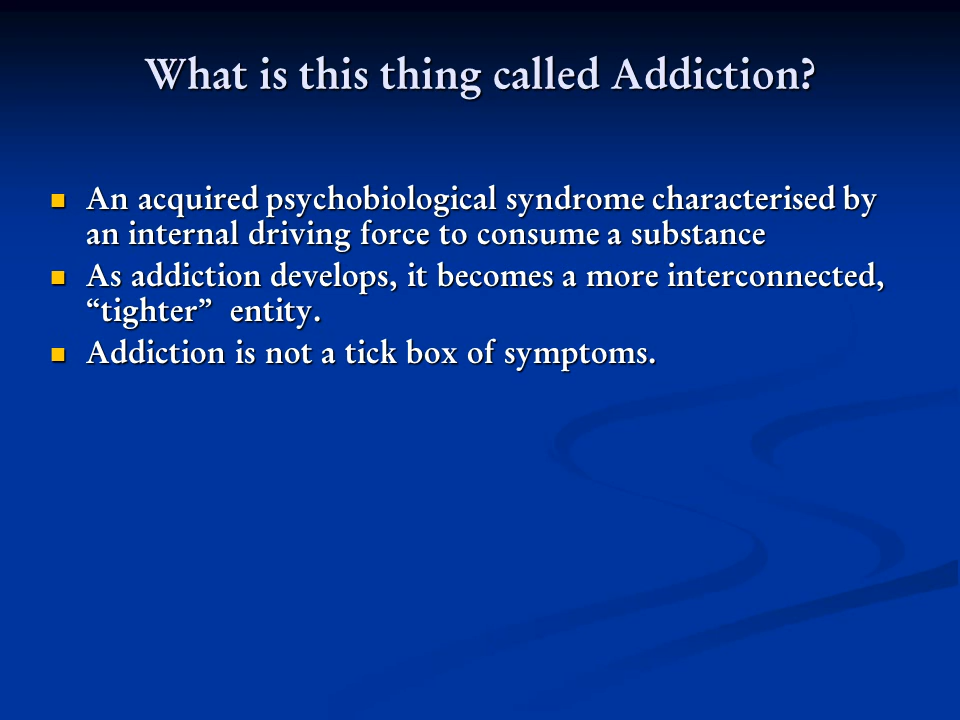 What is this thing called Addiction?
An acquired psychobiological syndrome characterised by
an internal driving force to consume a substance
As addiction develops, it becomes a more interconnected,
“tighter”  entity.
Addiction is not a tick box of symptoms.